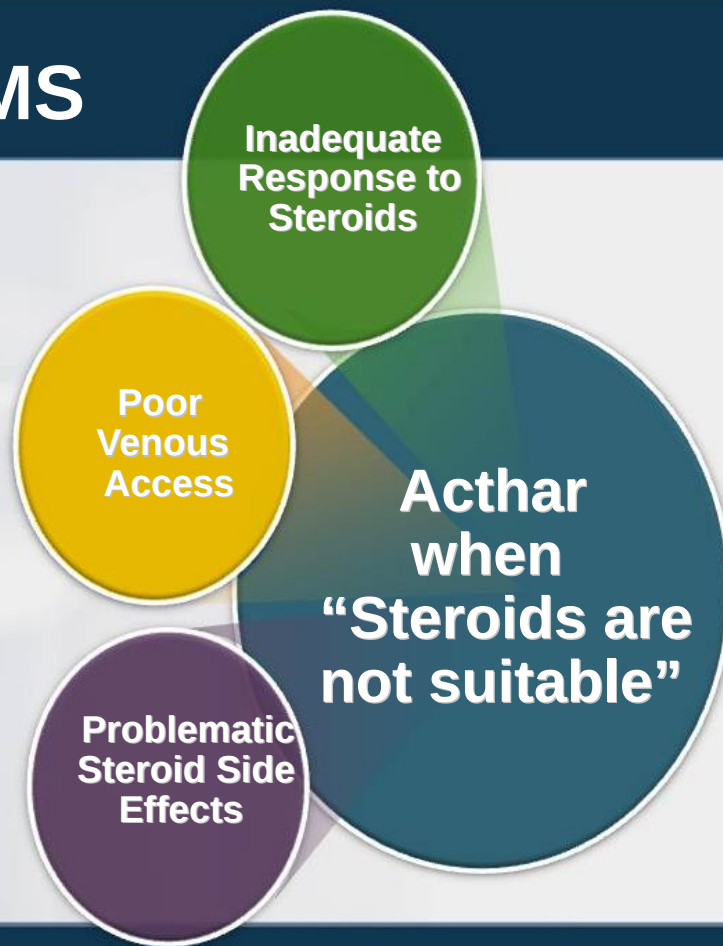 MS
Inadequate
Response to
Steroids
Poor
Venous
Access
Acthar
when
“Steroids are
not suitable”
Problematic
Steroid Side
Effects